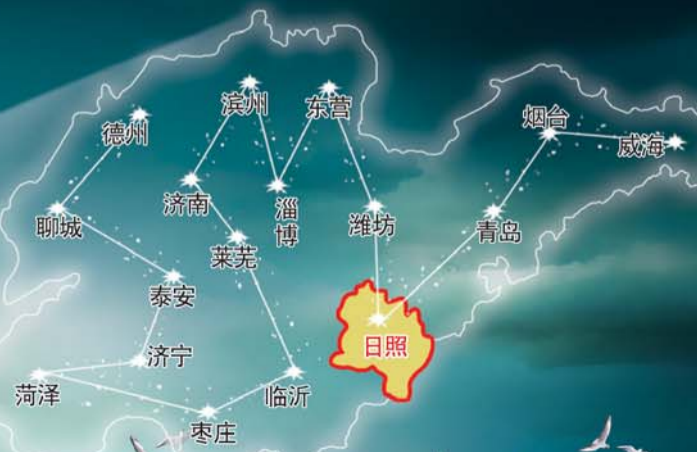 滨州
东营
德州
烟台
威海
济南
淄博
聊城
潍坊
青岛
莱芜
泰安
日照
济宁
菏泽
临沂
枣庄